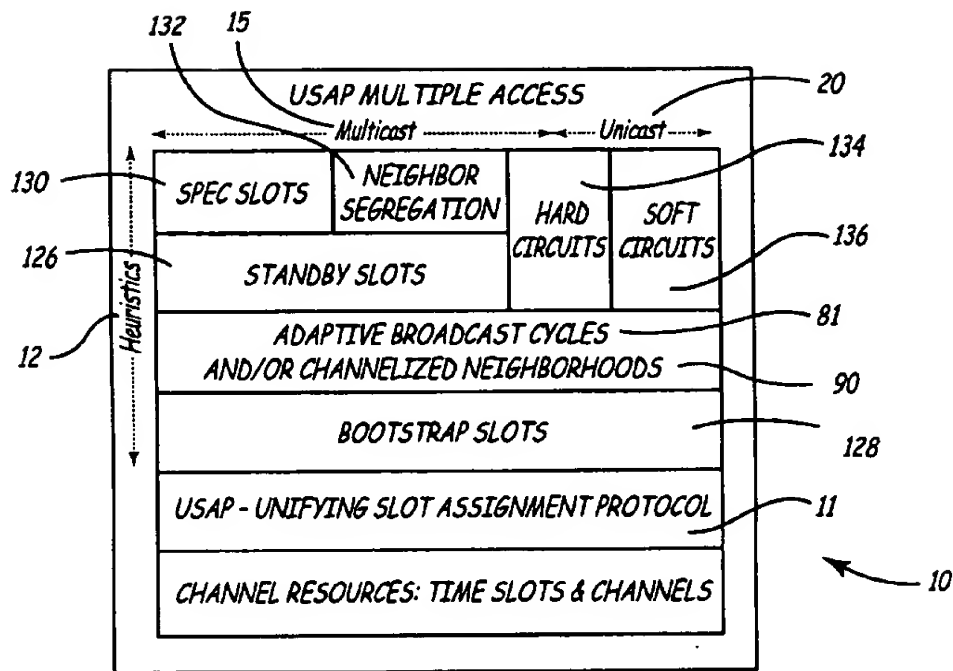 132
15
20
USAP MULTIPLE ACCESS
Multicast
Unicast
134
130
SPEC SLOTS
NEIGHBOR
SEGREGATION
HARD
CIRCUITS
SOFT
CIRCUITS
126
136
STANDBY SLOTS
Heuristics
12
ADAPTIVE BROADCAST CYCLES
81
AND/OR CHANNELIZED NEIGHBORHOODS
90
BOOTSTRAP SLOTS
128
USAP - UNIFYING SLOT ASSIGNMENT PROTOCOL
11
CHANNEL RESOURCES: TIME SLOTS & CHANNELS
10